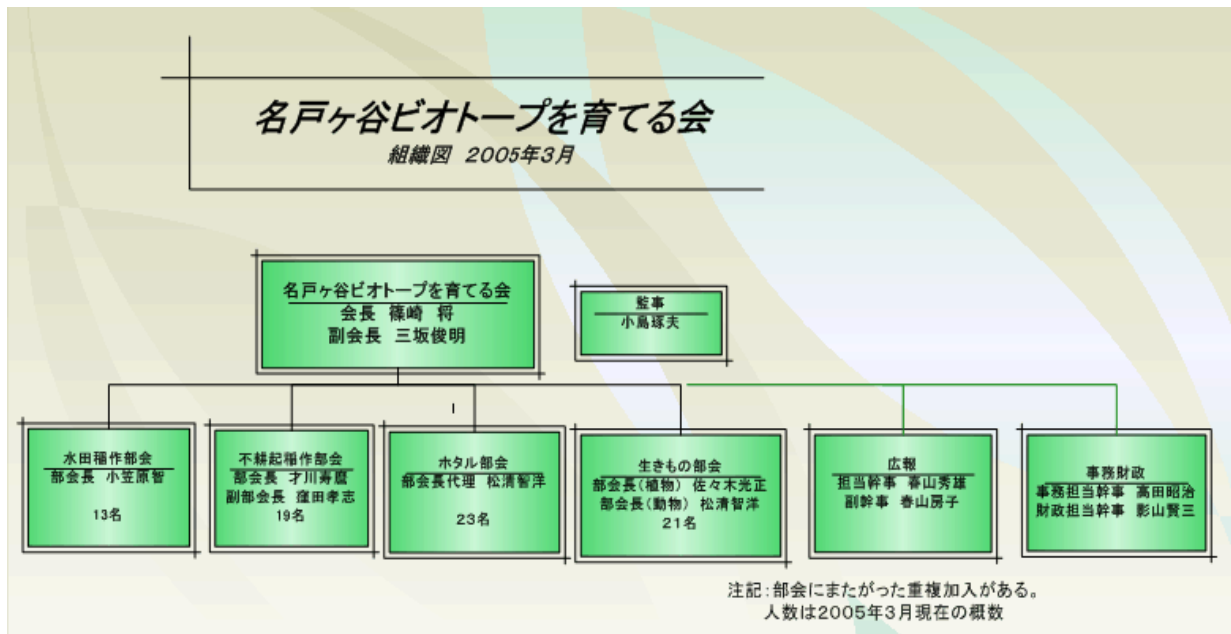 名戸ヶ谷ビオトープを育てる会
組織図 2005年3月
名戸ヶ谷ビオトープを育てる会
会長 篠崎 将
副会長 三坂俊明
監事
小島琢夫
水田稲作部会
部会長 小笠原智
13名
不耕起稲作部会
部会長 才川寿麿
副部会長 窪田孝志
19名
ホタル部会
部会長代理 松清智洋
23名
生きもの部会
部会長(植物) 佐々木光正
部会長(動物) 松清智洋
21名
広報
担当幹事 春山秀雄
副幹事 春山房子
事務財政
事務担当幹事 高田昭治
財政担当幹事 影山賢三
注記:部会にまたがった重複加入がある。
人数は2005年3月現在の概数